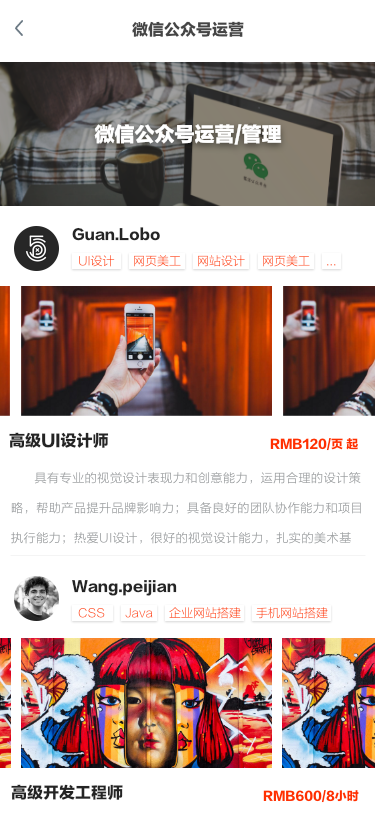 微信公众号运营
微信公众号运营/管理
Guan.Lobo
UI设计 网页美工 网站设计 网页美工 ...
高级UI设计师
RMB120/页 起
具有专业的视觉设计表现力和创意能力，运用合理的设计策
略，帮助产品提升品牌影响力；具备良好的团队协作能力和项目
执行能力；热爱UI设计，很好的视觉设计能力，扎实的美术基
Wang.peijian
CSS Java 企业网站搭建 手机网站搭建
高级开发工程师
RMB600/8小时